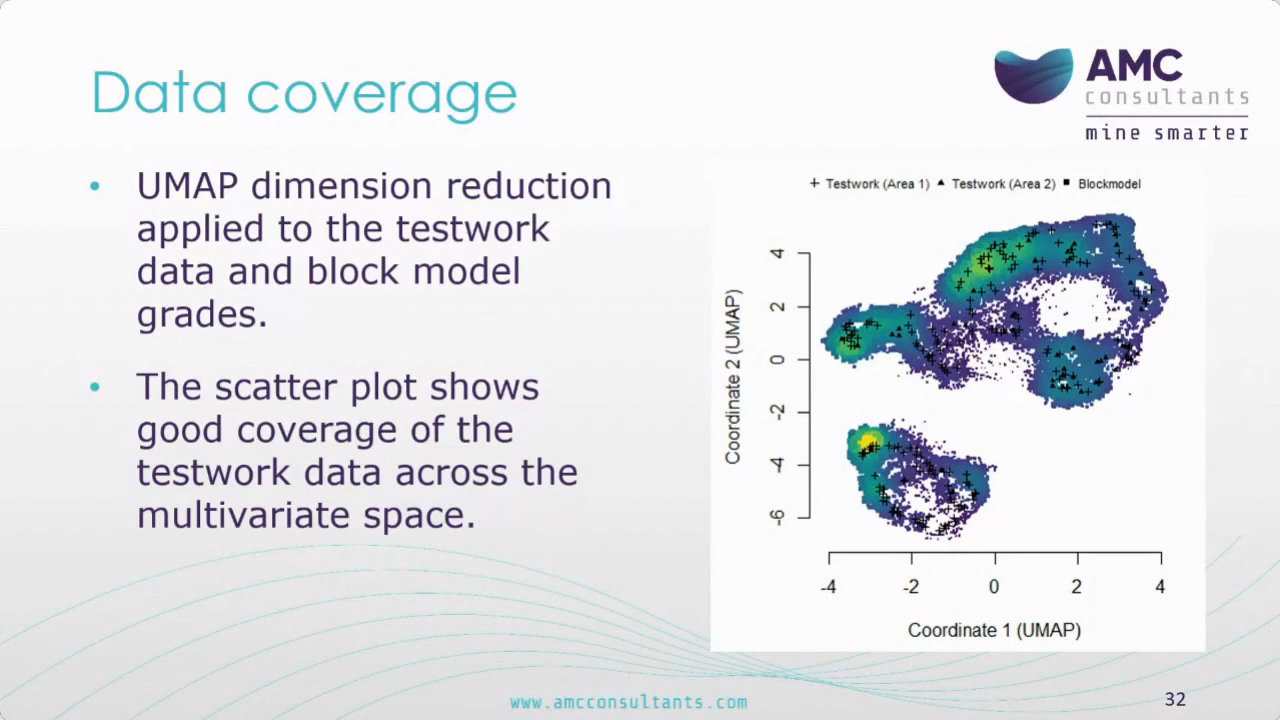 Data coverage
AMC
consultants
mine smarter
• UMAP dimension reduction
applied to the testwork
data and block model
grades.
• The scatter plot shows
good coverage of the
testwork data across the
multivariate space.
Testwork (Area 1) Testwork (Area 2) Blockmodel
Coordinate 2 (UMAP)
4
2
0
-2
-4
-6
-4 -2 0 2 4
Coordinate 1 (UMAP)
www.amcconsultants.com
32